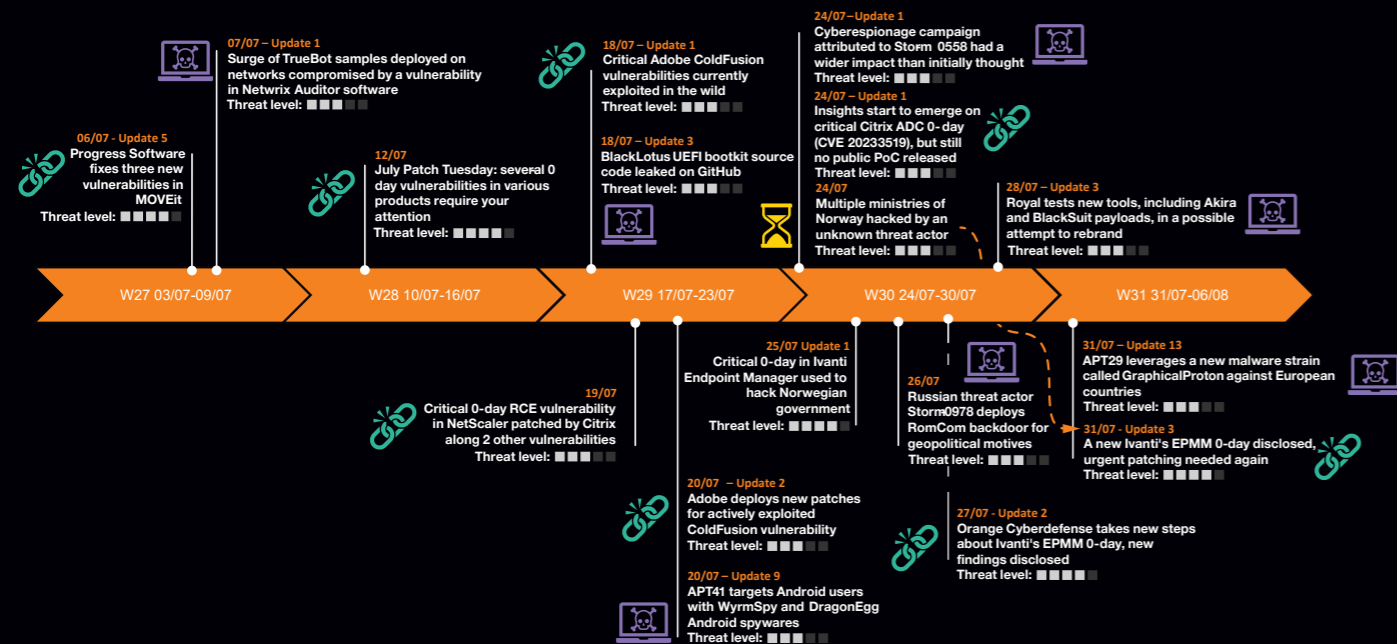 07/07 – Update 1
Surge of TrueBot samples deployed on
networks compromised by a vulnerability
in Netwrix Auditor software
Threat level:
06/07 - Update 5
Progress Software
fixes three new
vulnerabilities in
MOVEit
Threat level:
12/07
July Patch Tuesday: several 0
day vulnerabilities in various
products require your
attention
Threat level:
18/07 – Update 1
Critical Adobe ColdFusion
vulnerabilities currently
exploited in the wild
Threat level:
18/07 – Update 3
BlackLotus UEFI bootkit source
code leaked on GitHub
Threat level:
24/07–Update 1
Cyberespionage campaign
attributed to Storm 0558 had a
wider impact than initially thought
Threat level:
24/07 – Update 1
Insights start to emerge on
critical Citrix ADC 0-day
(CVE 20233519), but still
no public PoC released
Threat level:
24/07
Multiple ministries of
Norway hacked by an
unknown threat actor
Threat level:
28/07 – Update 3
Royal tests new tools, including Akira
and BlackSuit payloads, in a possible
attempt to rebrand
Threat level:
W27 03/07-09/07
W28 10/07-16/07
W29 17/07-23/07
W30 24/07-30/07
W31 31/07-06/08
19/07
Critical 0-day RCE vulnerability
in NetScaler patched by Citrix
along 2 other vulnerabilities
Threat level:
20/07 – Update 2
Adobe deploys new patches
for actively exploited
ColdFusion vulnerability
Threat level:
20/07 – Update 9
APT41 targets Android users
with WyrmSpy and DragonEgg
Android spywares
Threat level:
25/07 Update 1
Critical 0-day in Ivanti
Endpoint Manager used to
hack Norwegian
government
Threat level:
26/07
Russian threat actor
Storm0978 deploys
RomCom backdoor for
geopolitical motives
Threat level:
27/07 - Update 2
Orange Cyberdefense takes new steps
about Ivanti's EPMM 0-day, new
findings disclosed
Threat level:
31/07 – Update 13
APT29 leverages a new malware strain
called GraphicalProton against European
countries
Threat level:
31/07 - Update 3
A new Ivanti's EPMM 0-day disclosed,
urgent patching needed again
Threat level: